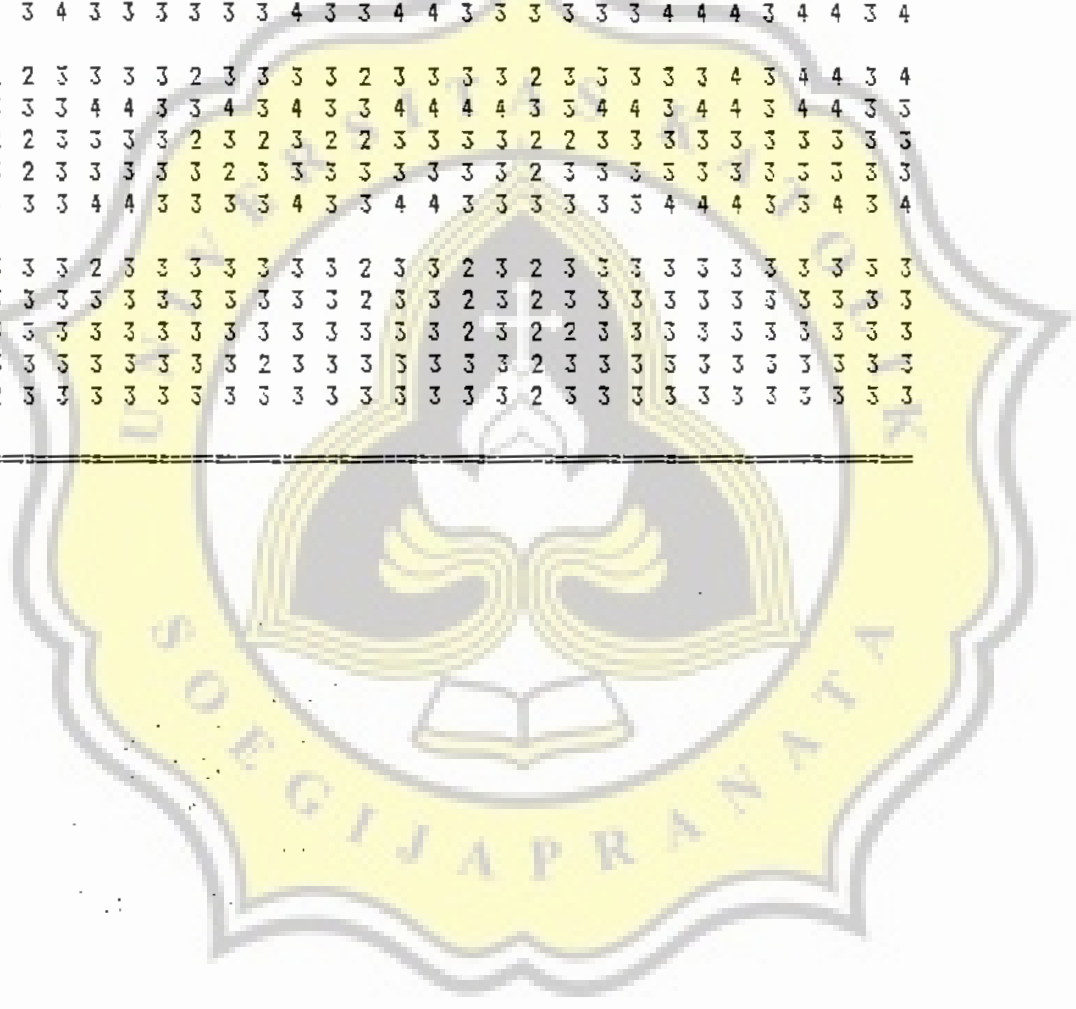 3 4 3 3 3 3 3 3 4 3 3 4 4 3 3 3 3 3 3 4 4 4 3 4 4 3 4
2 3 3 3 3 2 3 3 3 3 2 3 3 3 3 2 3 3 3 3 3 4 3 4 4 3 4
3 3 4 4 3 3 4 3 4 3 3 4 4 4 4 3 3 4 4 3 4 4 3 4 4 3 3
2 3 3 3 3 2 3 2 3 2 2 3 3 3 3 2 2 3 3 3 3 3 3 3 3 3 3
2 3 3 3 3 3 2 3 3 3 3 3 3 3 3 2 3 3 3 3 3 3 3 3 3 3 3
3 3 4 4 3 3 3 3 4 3 3 4 4 3 3 3 3 3 3 4 4 4 3 3 4 3 4
3 3 2 3 3 3 3 3 3 3 2 3 3 2 3 2 3 3 3 3 3 3 3 3 3 3 3
3 3 3 3 3 3 3 3 3 3 2 3 3 2 3 2 3 3 3 3 3 3 3 3 3 3 3
3 3 3 3 3 3 3 3 3 3 3 3 3 2 3 2 2 3 3 3 3 3 3 3 3 3 3
3 3 3 3 3 3 3 2 3 3 3 3 3 3 3 2 3 3 3 3 3 3 3 3 3 3 3
3 3 3 3 3 3 3 3 3 3 3 3 3 3 3 2 3 3 3 3 3 3 3 3 3 3 3
UNIVERSITAS KATOLIK
SOEGIJAPRANATA